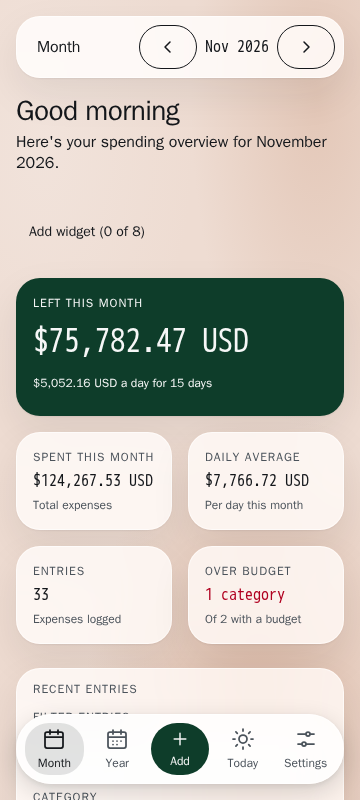 Month
Nov 2026
Good morning
Here's your spending overview for November
2026.
Add widget (0 of 8)
LEFT THIS MONTH
$75,782.47 USD
$5,052.16 USD a day for 15 days
SPENT THIS MONTH
$124,267.53 USD
Total expenses
DAILY AVERAGE
$7,766.72 USD
Per day this month
ENTRIES
33
Expenses logged
OVER BUDGET
1 category
Of 2 with a budget
RECENT ENTRIES
FILTER ENTRIES
Month
Year
Add
Today
Settings
CATEGORY